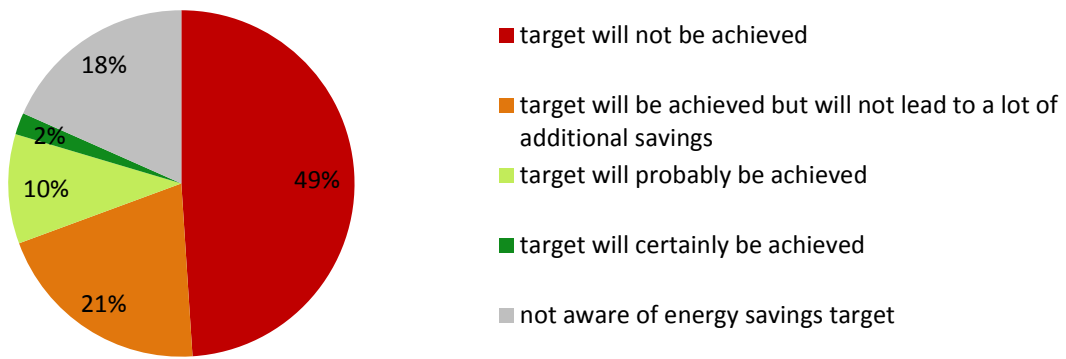 18%
2%
10%
49%
21%
target will not be achieved
target will be achieved but will not lead to a lot of
additional savings
target will probably be achieved
target will certainly be achieved
not aware of energy savings target